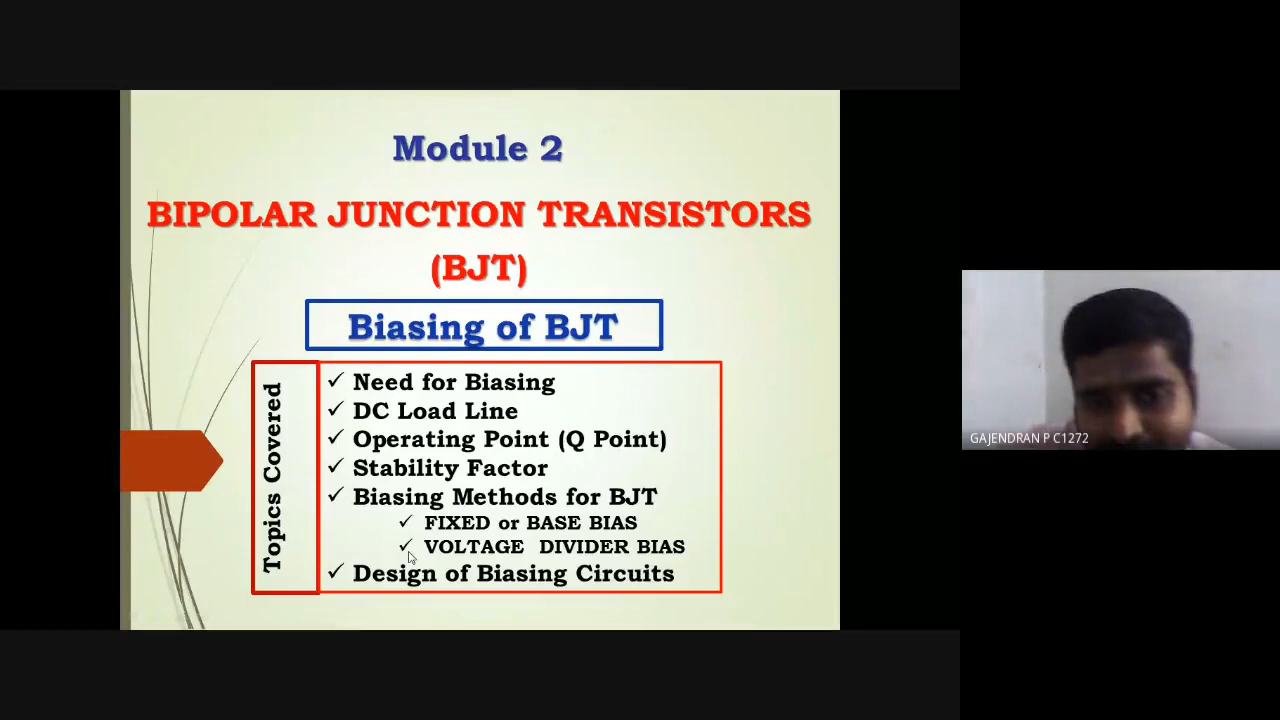 Module 2
BIPOLAR JUNCTION TRANSISTORS
(BJT)
Biasing of BJT
Topics Covered
✓ Need for Biasing
✓ DC Load Line
✓ Operating Point (Q Point)
✓ Stability Factor
✓ Biasing Methods for BJT
✓ FIXED or BASE BIAS
✓ VOLTAGE DIVIDER BIAS
✓ Design of Biasing Circuits
GAJENDRAN P C1272